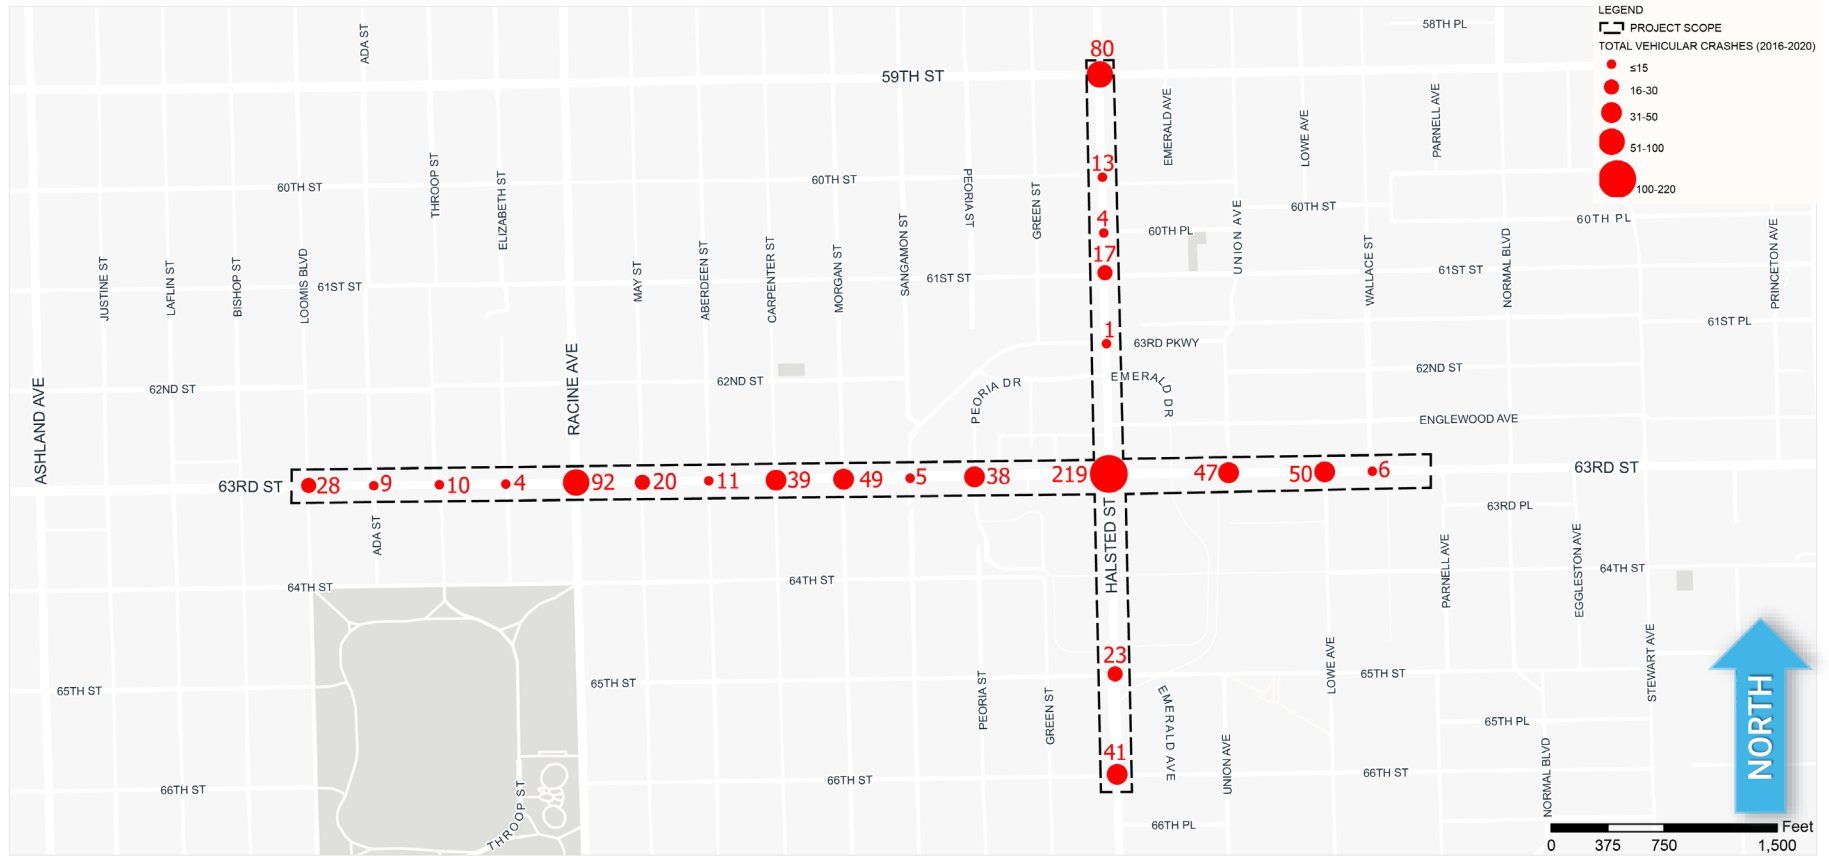 58TH PL
LEGEND
PROJECT SCOPE
TOTAL VEHICULAR CRASHES (2016-2020)
≤15
16-30
31-50
51-100
100-220
ADA ST
80
59TH ST
EMERALD AVE
LOWE AVE
PARNELL AVE
13
60TH ST
THROOP ST
ELIZABETH ST
60TH ST
PEORIA ST
GREEN ST
4
60TH PL
UNION AVE
60TH ST
60TH PL
17
JUSTINE ST
LAFLIN ST
BISHOP ST
LOOMIS BLVD
61ST ST
MAY ST
ABERDEEN ST
CARPENTER ST
MORGAN ST
SANGAMON ST
61ST ST
WALLACE ST
61ST ST
NORMAL BLVD
PRINCETON AVE
61ST PL
1
63RD PKWY
ASHLAND AVE
62ND ST
RACINE AVE
62ND ST
PEORIA DR
EMERALD DR
62ND ST
ENGLEWOOD AVE
63RD ST
28
9
10
4
92
20
11
39
49
5
38
219
47
50
6
63RD ST
63RD PL
ADA ST
HALSTED ST
64TH ST
64TH ST
PARNELL AVE
EGGLESTON AVE
64TH ST
23
65TH ST
65TH ST
PEORIA ST
GREEN ST
EMERALD AVE
LOWE AVE
65TH ST
STEWART AVE
65TH PL
41
66TH ST
THROOP ST
66TH ST
UNION AVE
66TH ST
NORMAL BLVD
66TH PL
NORTH
Feet
0 375 750 1,500